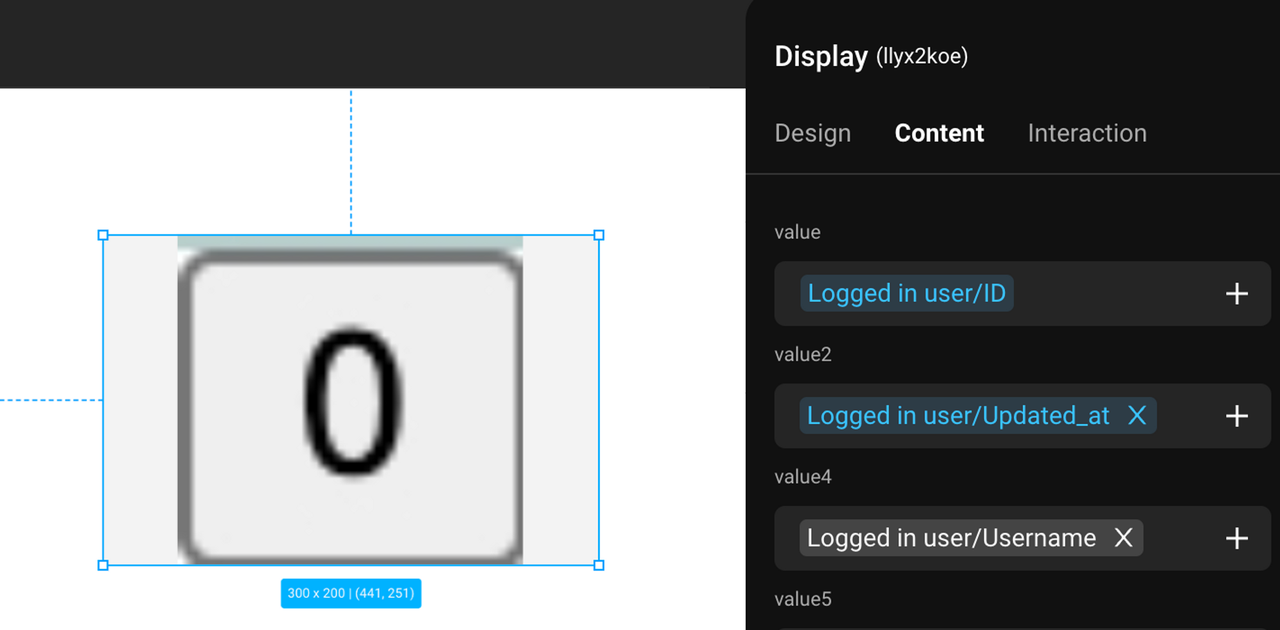 Display (llyx2koe)
Design Content Interaction
value
Logged in user/ID +
value2
Logged in user/Updated_at X +
value4
Logged in user/Username X +
value5
0
300 x 200 | (441, 251)